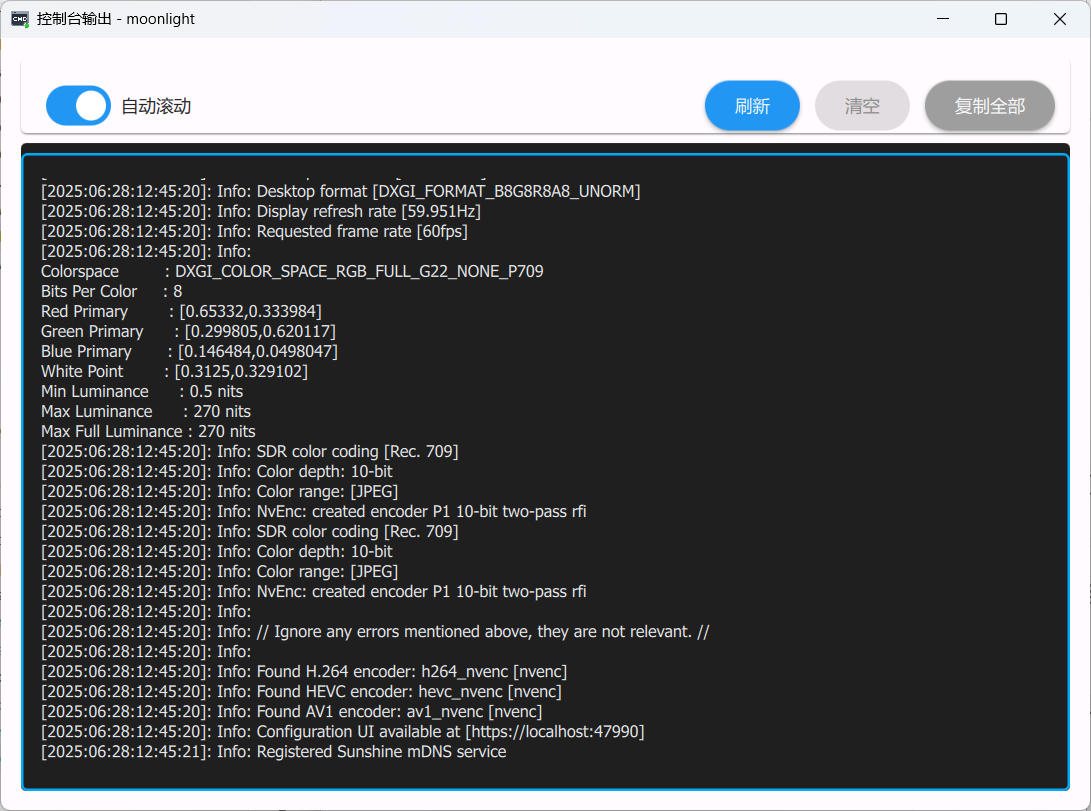 控制台输出 - moonlight
自动滚动
刷新
清空
复制全部
[2025:06:28:12:45:20]: Info: Desktop format [DXGI_FORMAT_B8G8R8A8_UNORM]
[2025:06:28:12:45:20]: Info: Display refresh rate [59.951Hz]
[2025:06:28:12:45:20]: Info: Requested frame rate [60fps]
[2025:06:28:12:45:20]: Info:
Colorspace : DXGI_COLOR_SPACE_RGB_FULL_G22_NONE_P709
Bits Per Color : 8
Red Primary : [0.65332,0.333984]
Green Primary : [0.299805,0.620117]
Blue Primary : [0.146484,0.0498047]
White Point : [0.3125,0.329102]
Min Luminance : 0.5 nits
Max Luminance : 270 nits
Max Full Luminance : 270 nits
[2025:06:28:12:45:20]: Info: SDR color coding [Rec. 709]
[2025:06:28:12:45:20]: Info: Color depth: 10-bit
[2025:06:28:12:45:20]: Info: Color range: [JPEG]
[2025:06:28:12:45:20]: Info: NvEnc: created encoder P1 10-bit two-pass rfi
[2025:06:28:12:45:20]: Info: SDR color coding [Rec. 709]
[2025:06:28:12:45:20]: Info: Color depth: 10-bit
[2025:06:28:12:45:20]: Info: Color range: [JPEG]
[2025:06:28:12:45:20]: Info: NvEnc: created encoder P1 10-bit two-pass rfi
[2025:06:28:12:45:20]: Info:
[2025:06:28:12:45:20]: Info: // Ignore any errors mentioned above, they are not relevant. //
[2025:06:28:12:45:20]: Info:
[2025:06:28:12:45:20]: Info: Found H.264 encoder: h264_nvenc [nvenc]
[2025:06:28:12:45:20]: Info: Found HEVC encoder: hevc_nvenc [nvenc]
[2025:06:28:12:45:20]: Info: Found AV1 encoder: av1_nvenc [nvenc]
[2025:06:28:12:45:20]: Info: Configuration UI available at [https://localhost:47990]
[2025:06:28:12:45:21]: Info: Registered Sunshine mDNS service